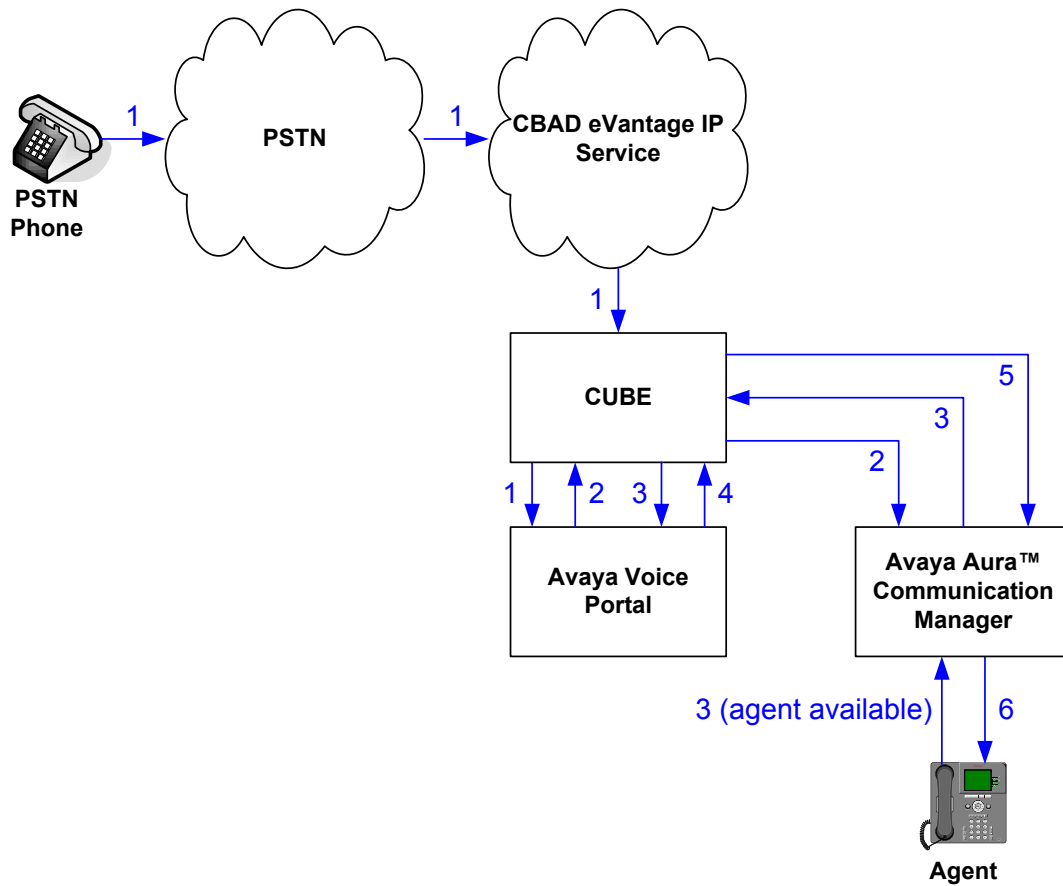 1
1
PSTN
CBAD eVantage IP
Service
PSTN
Phone
1
CUBE
5
3
2
1
2
3
4
Avaya Voice
Portal
Avaya Aura™
Communication
Manager
3 (agent available)
6
Agent